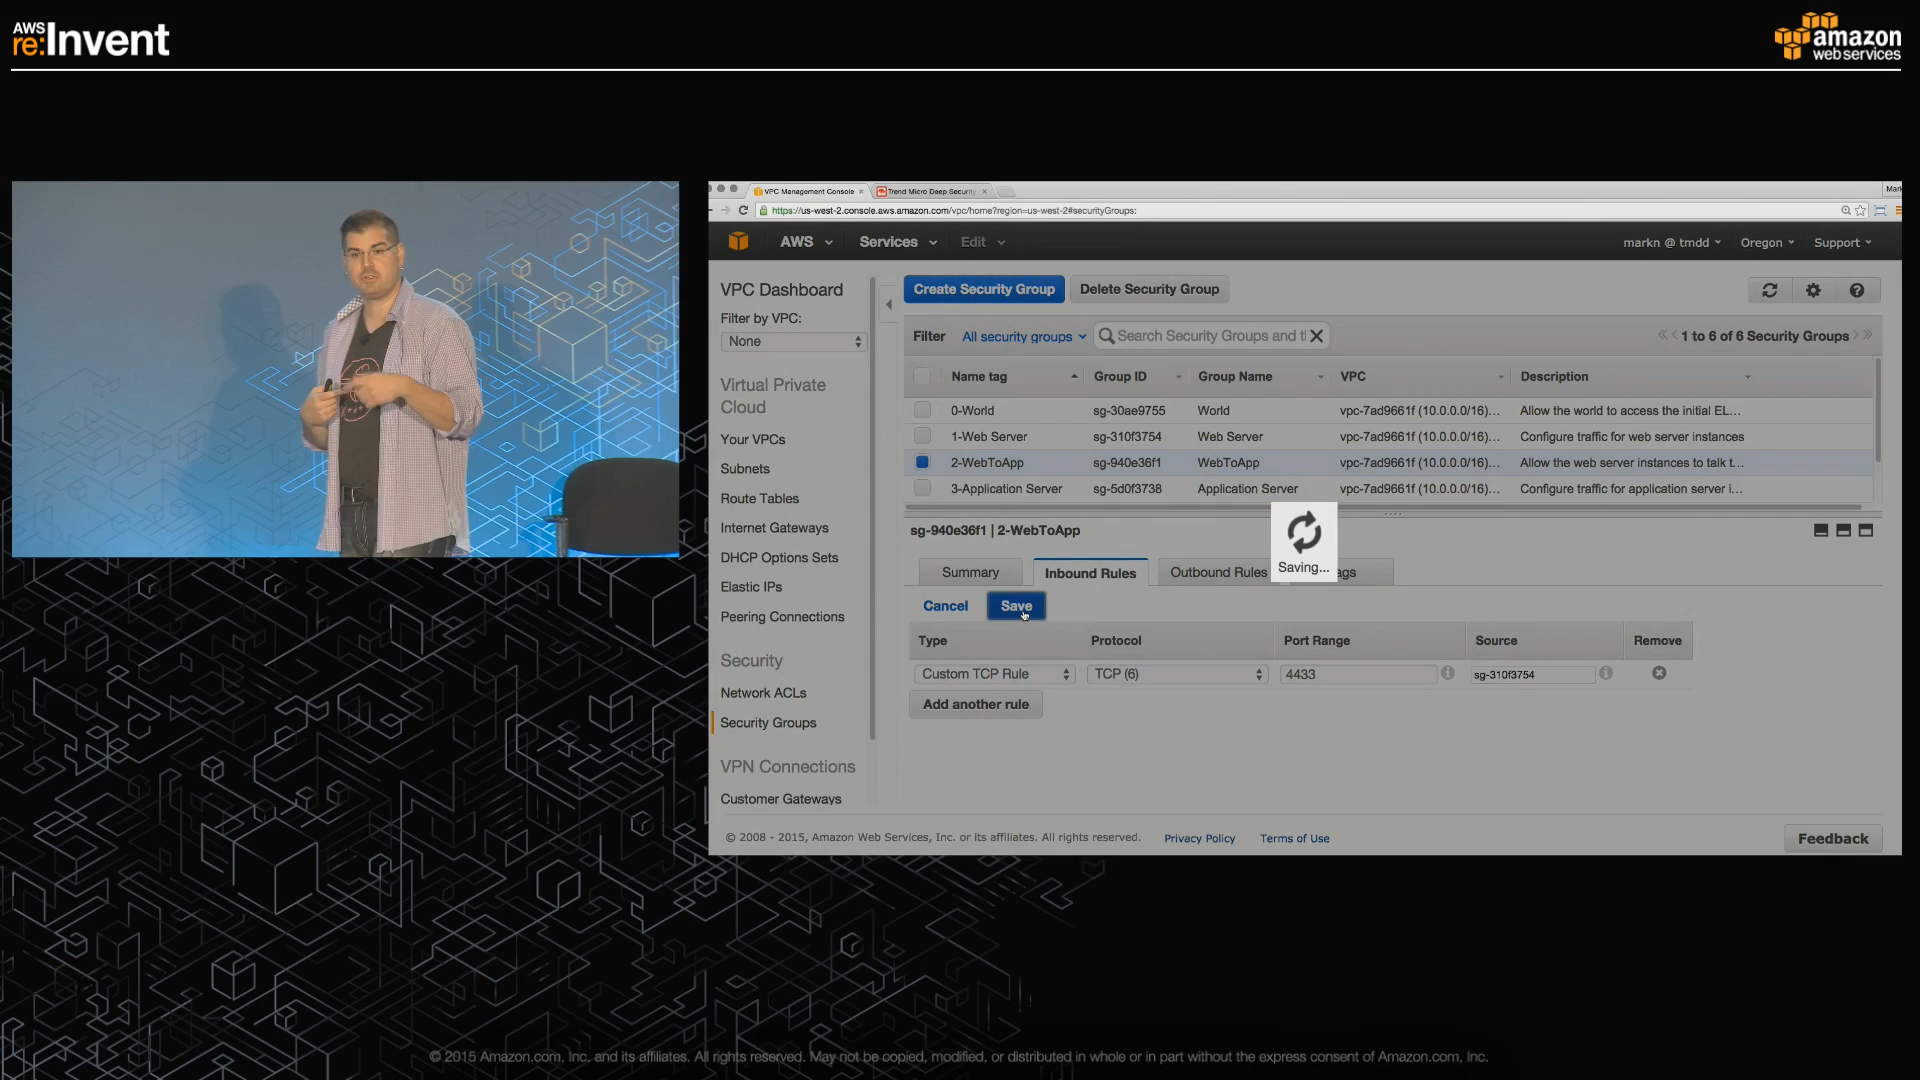 AWS
re:Invent
amazon
web services
VPC Management Console
Trend Micro Deep Security
https://us-west-2.console.aws.amazon.com/vpc/home?region=us-west-2#securityGroups:
AWS Services Edit markn @ tmdd Oregon Support
VPC Dashboard
Filter by VPC:
None
Virtual Private
Cloud
Your VPCs
Subnets
Route Tables
Internet Gateways
DHCP Options Sets
Elastic IPs
Peering Connections
Security
Network ACLs
Security Groups
VPN Connections
Customer Gateways
Create Security Group Delete Security Group
Filter All security groups Search Security Groups and t 1 to 6 of 6 Security Groups
Name tag Group ID Group Name VPC Description
0-World sg-30ae9755 World vpc-7ad9661f (10.0.0.0/16)... Allow the world to access the initial EL...
1-Web Server sg-310f3754 Web Server vpc-7ad9661f (10.0.0.0/16)... Configure traffic for web server instances
2-WebToApp sg-940e36f1 WebToApp vpc-7ad9661f (10.0.0.0/16)... Allow the web server instances to talk t...
3-Application Server sg-5d0f3738 Application Server vpc-7ad9661f (10.0.0.0/16)... Configure traffic for application server i...
sg-940e36f1 | 2-WebToApp
Saving...
Summary Inbound Rules Outbound Rules ags
Cancel Save
Type Protocol Port Range Source Remove
Custom TCP Rule TCP (6) 4433 sg-310f3754
Add another rule
© 2008 - 2015, Amazon Web Services, Inc. or its affiliates. All rights reserved. Privacy Policy Terms of Use Feedback
© 2015 Amazon.com, Inc. and its affiliates. All rights reserved. May not be copied, modified, or distributed in whole or in part without the express consent of Amazon.com, Inc.